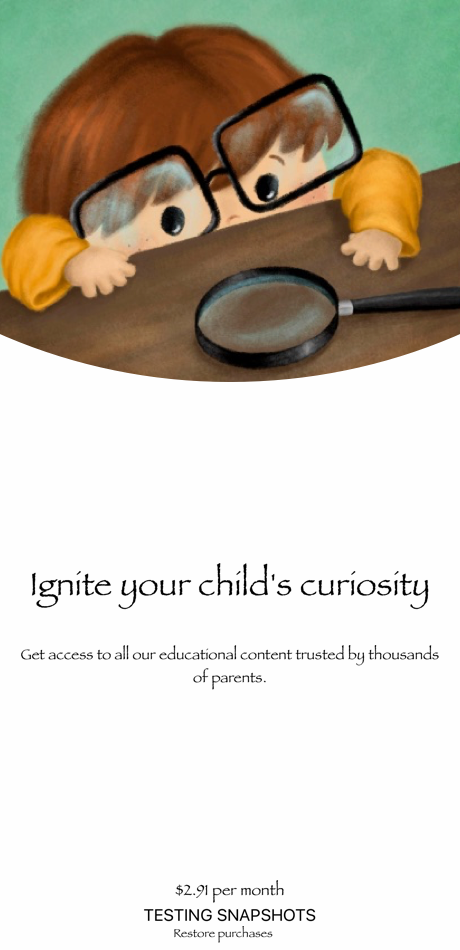 Ignite your child's curiosity
Get access to all our educational content trusted by thousands
of parents.
$2.91 per month
TESTING SNAPSHOTS
Restore purchases